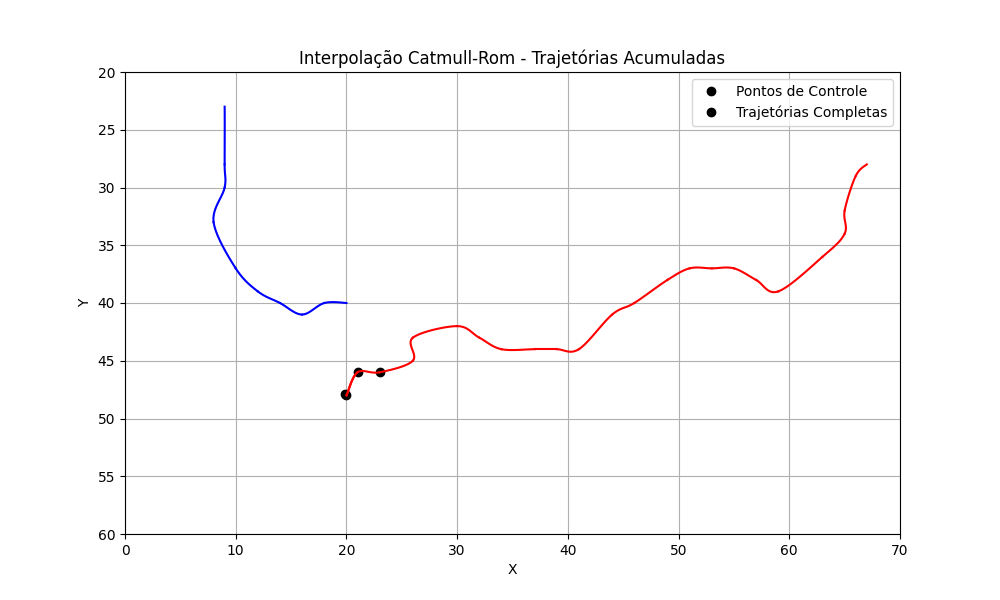 Interpolação Catmull-Rom - Trajetórias Acumuladas
Pontos de Controle
Trajetórias Completas
Y
20
25
30
35
40
45
50
55
60
0 10 20 30 40 50 60 70
X